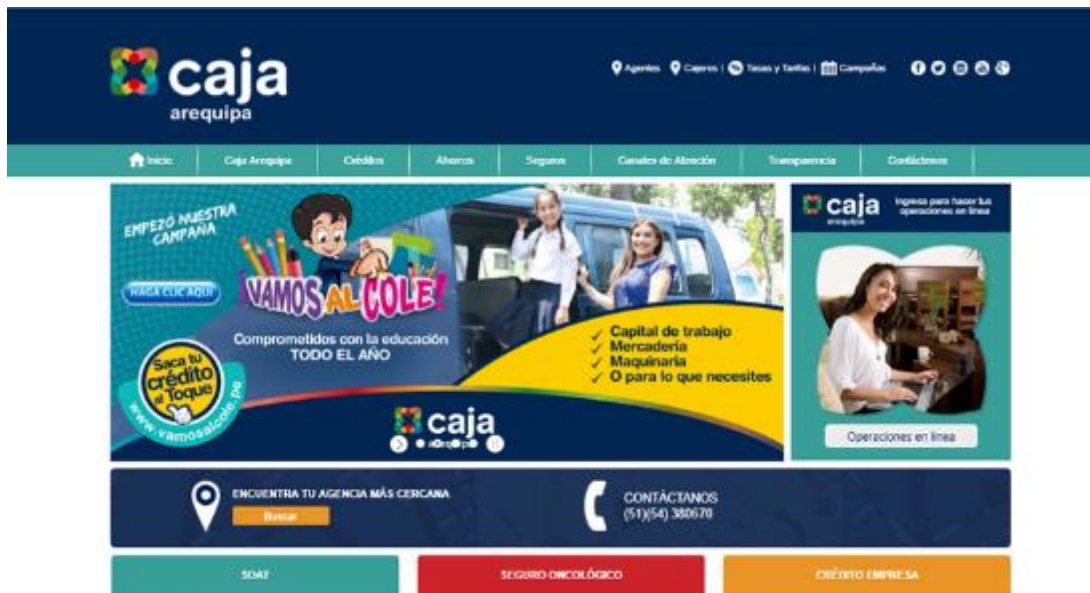 caja
arequipa
Agentes Cajeros | Tasas y Tarifas | Campañas
Inicio Caja Arequipa Créditos Ahorros Seguros Canales de Atención Transparencia Contáctenos
EMPEZÓ NUESTRA
CAMPAÑA
HAGA CLIC AQUI
VAMOS AL COLE!
Comprometidos con la educación
TODO EL AÑO
Saca tu
crédito
al Toque
www.vamosalcole.pe
Capital de trabajo
Mercadería
Maquinaria
O para lo que necesites
caja
arequipa
caja
arequipa
Ingresa para hacer tus
operaciones en línea
Operaciones en línea
ENCUENTRA TU AGENCIA MÁS CERCANA
Buscar
CONTÁCTANOS
(51)(54) 380670
SOAT
SEGURO ONCOLÓGICO
CRÉDITO EMPRESA